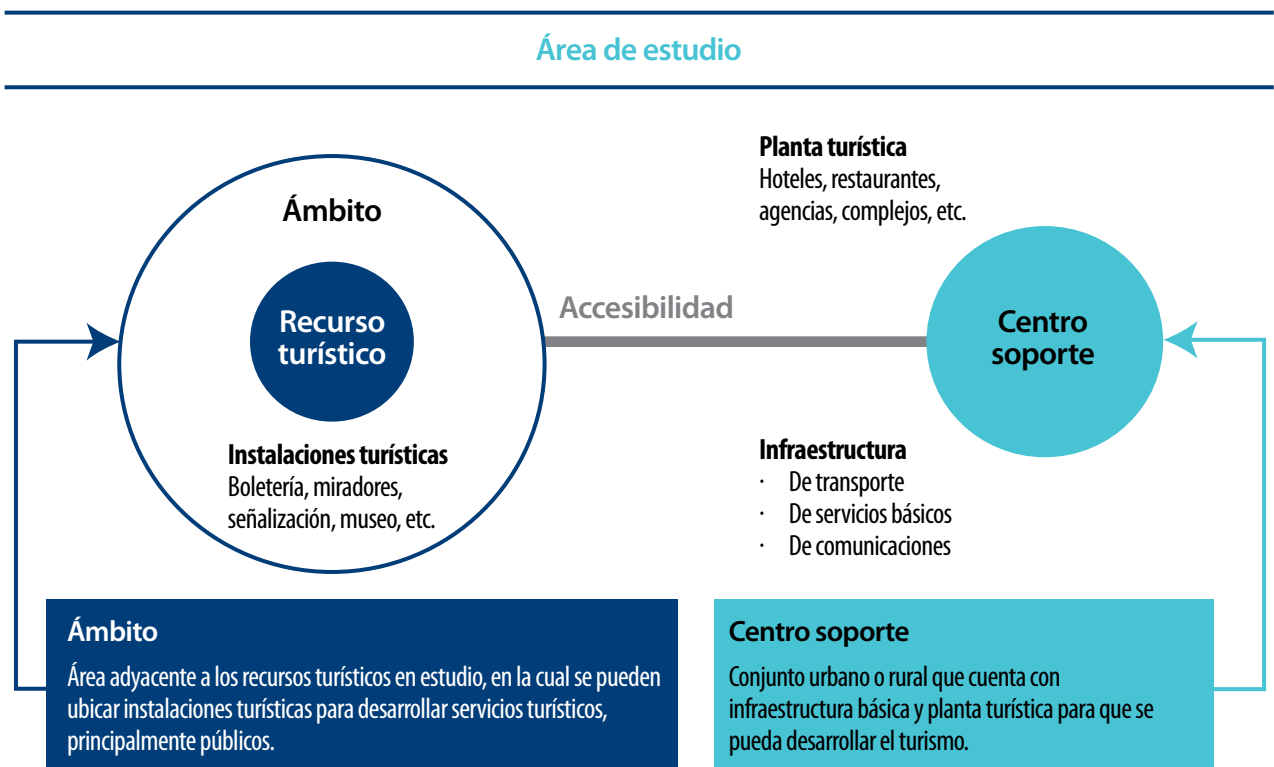 Área de estudio
Planta turística
Hoteles, restaurantes,
agencias, complejos, etc.
Ámbito
Recurso
turístico
Accesibilidad
Centro
soporte
Instalaciones turísticas
Boletería, miradores,
señalización, museo, etc.
Infraestructura
· De transporte
· De servicios básicos
· De comunicaciones
Ámbito
Área adyacente a los recursos turísticos en estudio, en la cual se pueden
ubicar instalaciones turísticas para desarrollar servicios turísticos,
principalmente públicos.
Centro soporte
Conjunto urbano o rural que cuenta con
infraestructura básica y planta turística para que se
pueda desarrollar el turismo.